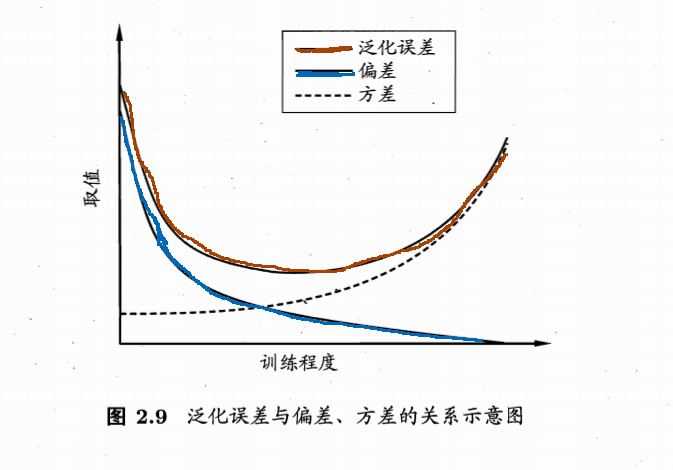 泛化误差
偏差
方差
取值
训练程度
图 2.9 泛化误差与偏差、方差的关系示意图